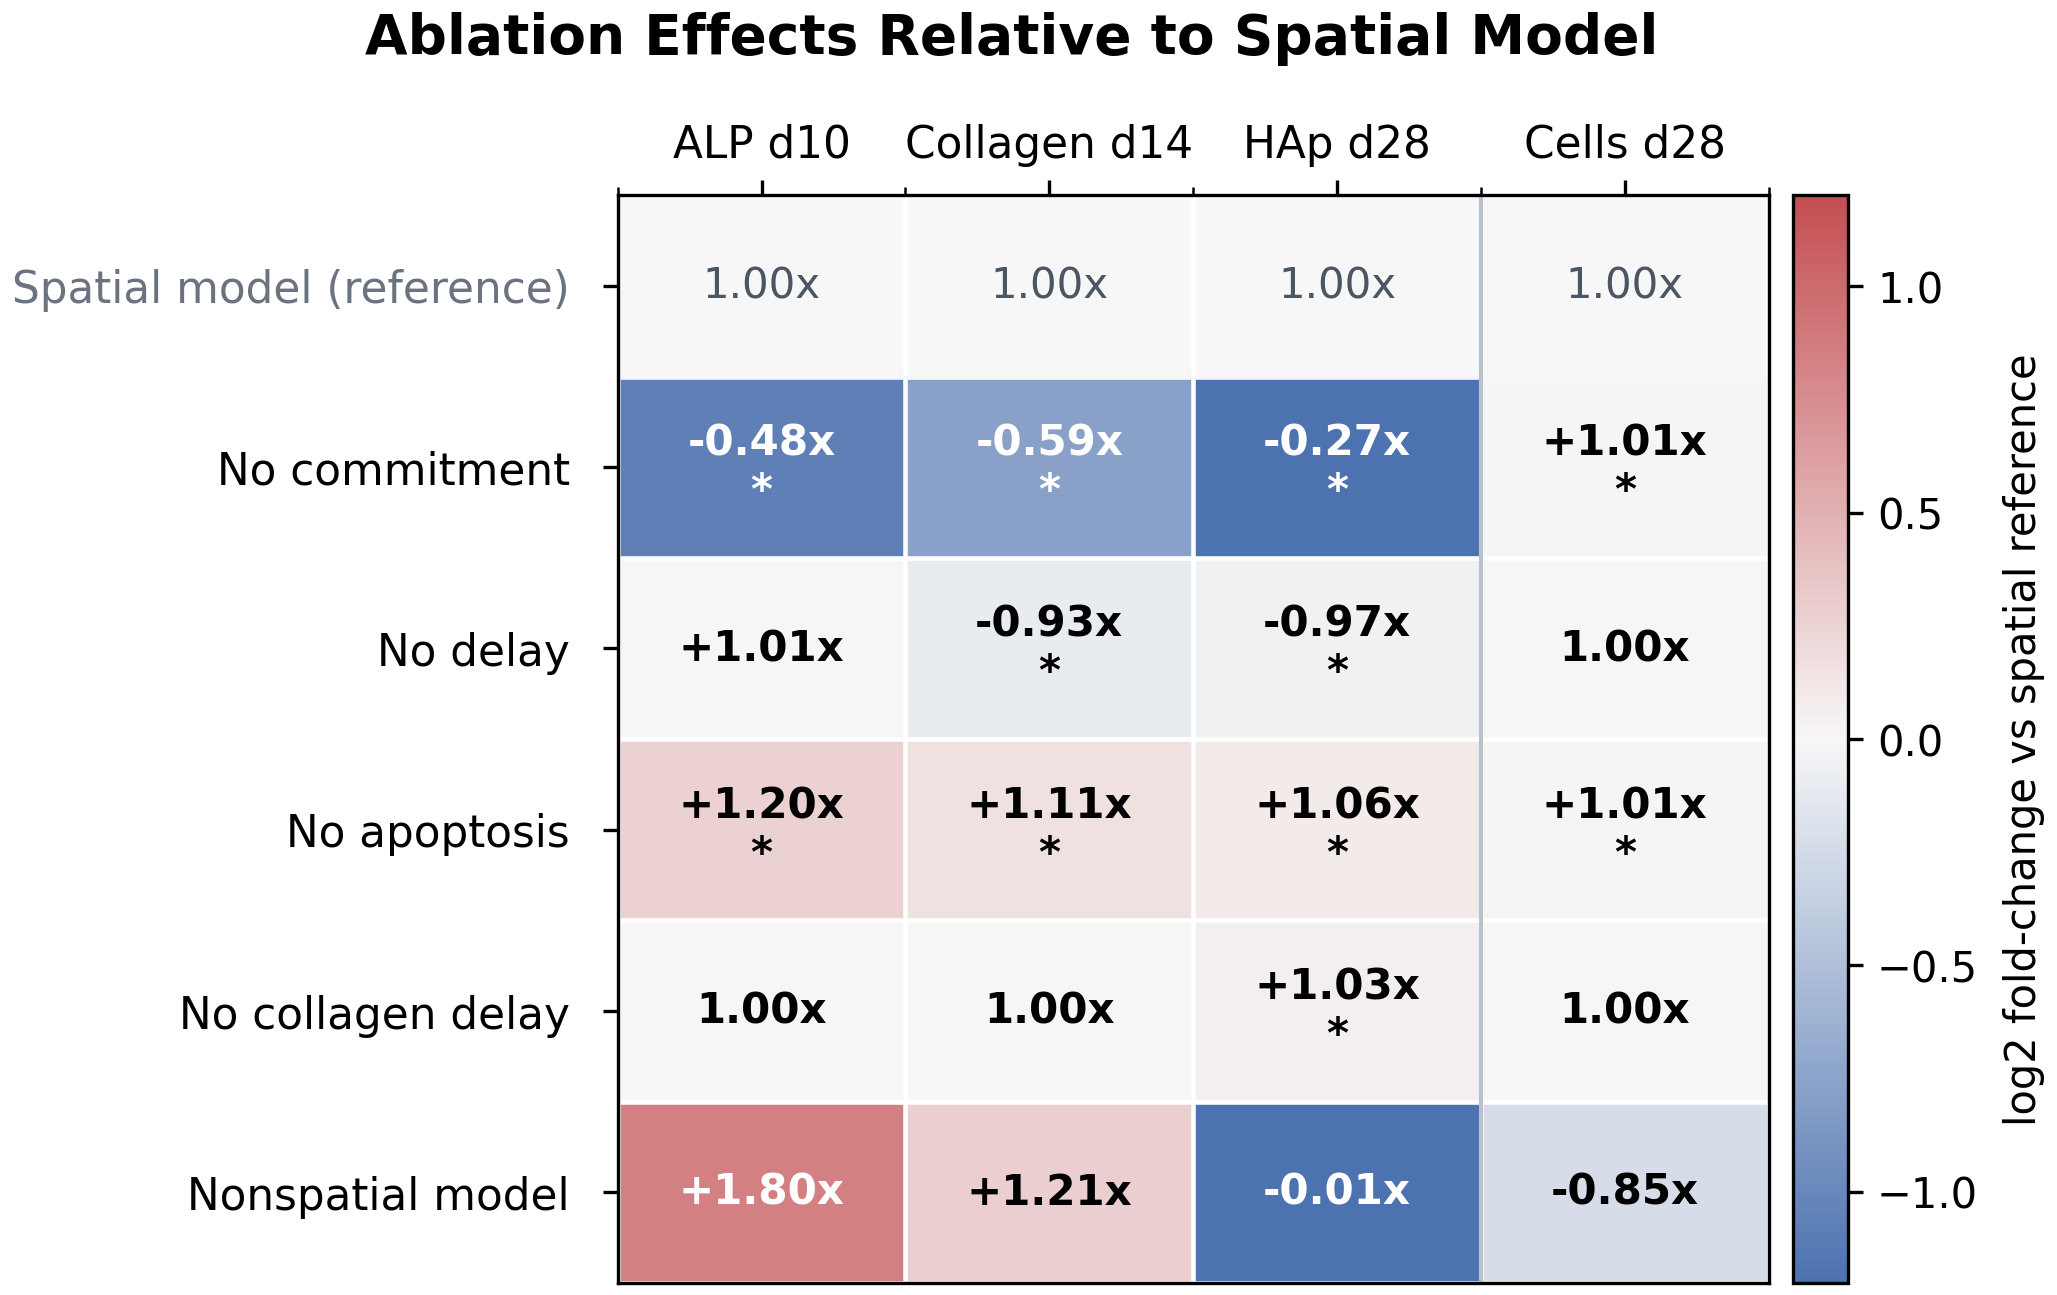 Ablation Effects Relative to Spatial Model
ALP d10 Collagen d14 HAp d28 Cells d28
Spatial model (reference) 1.00x 1.00x 1.00x 1.00x
No commitment -0.48x -0.59x -0.27x +1.01x
* * * *
No delay +1.01x -0.93x -0.97x 1.00x
* *
No apoptosis +1.20x +1.11x +1.06x +1.01x
* * * *
No collagen delay 1.00x 1.00x +1.03x 1.00x
*
Nonspatial model +1.80x +1.21x -0.01x -0.85x
1.0
0.5
0.0
−0.5
−1.0
log2 fold-change vs spatial reference